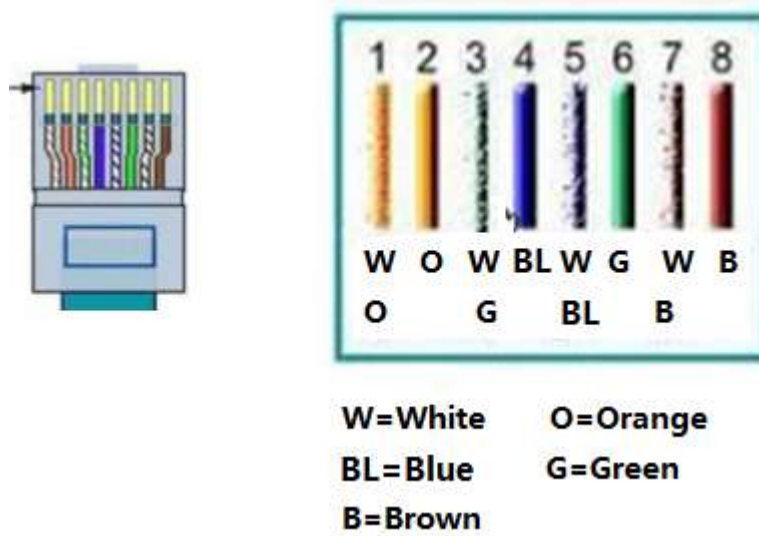 1 2 3 4 5 6 7 8
W O W BL W G W B
O G BL B
W=White O=Orange
BL=Blue G=Green
B=Brown